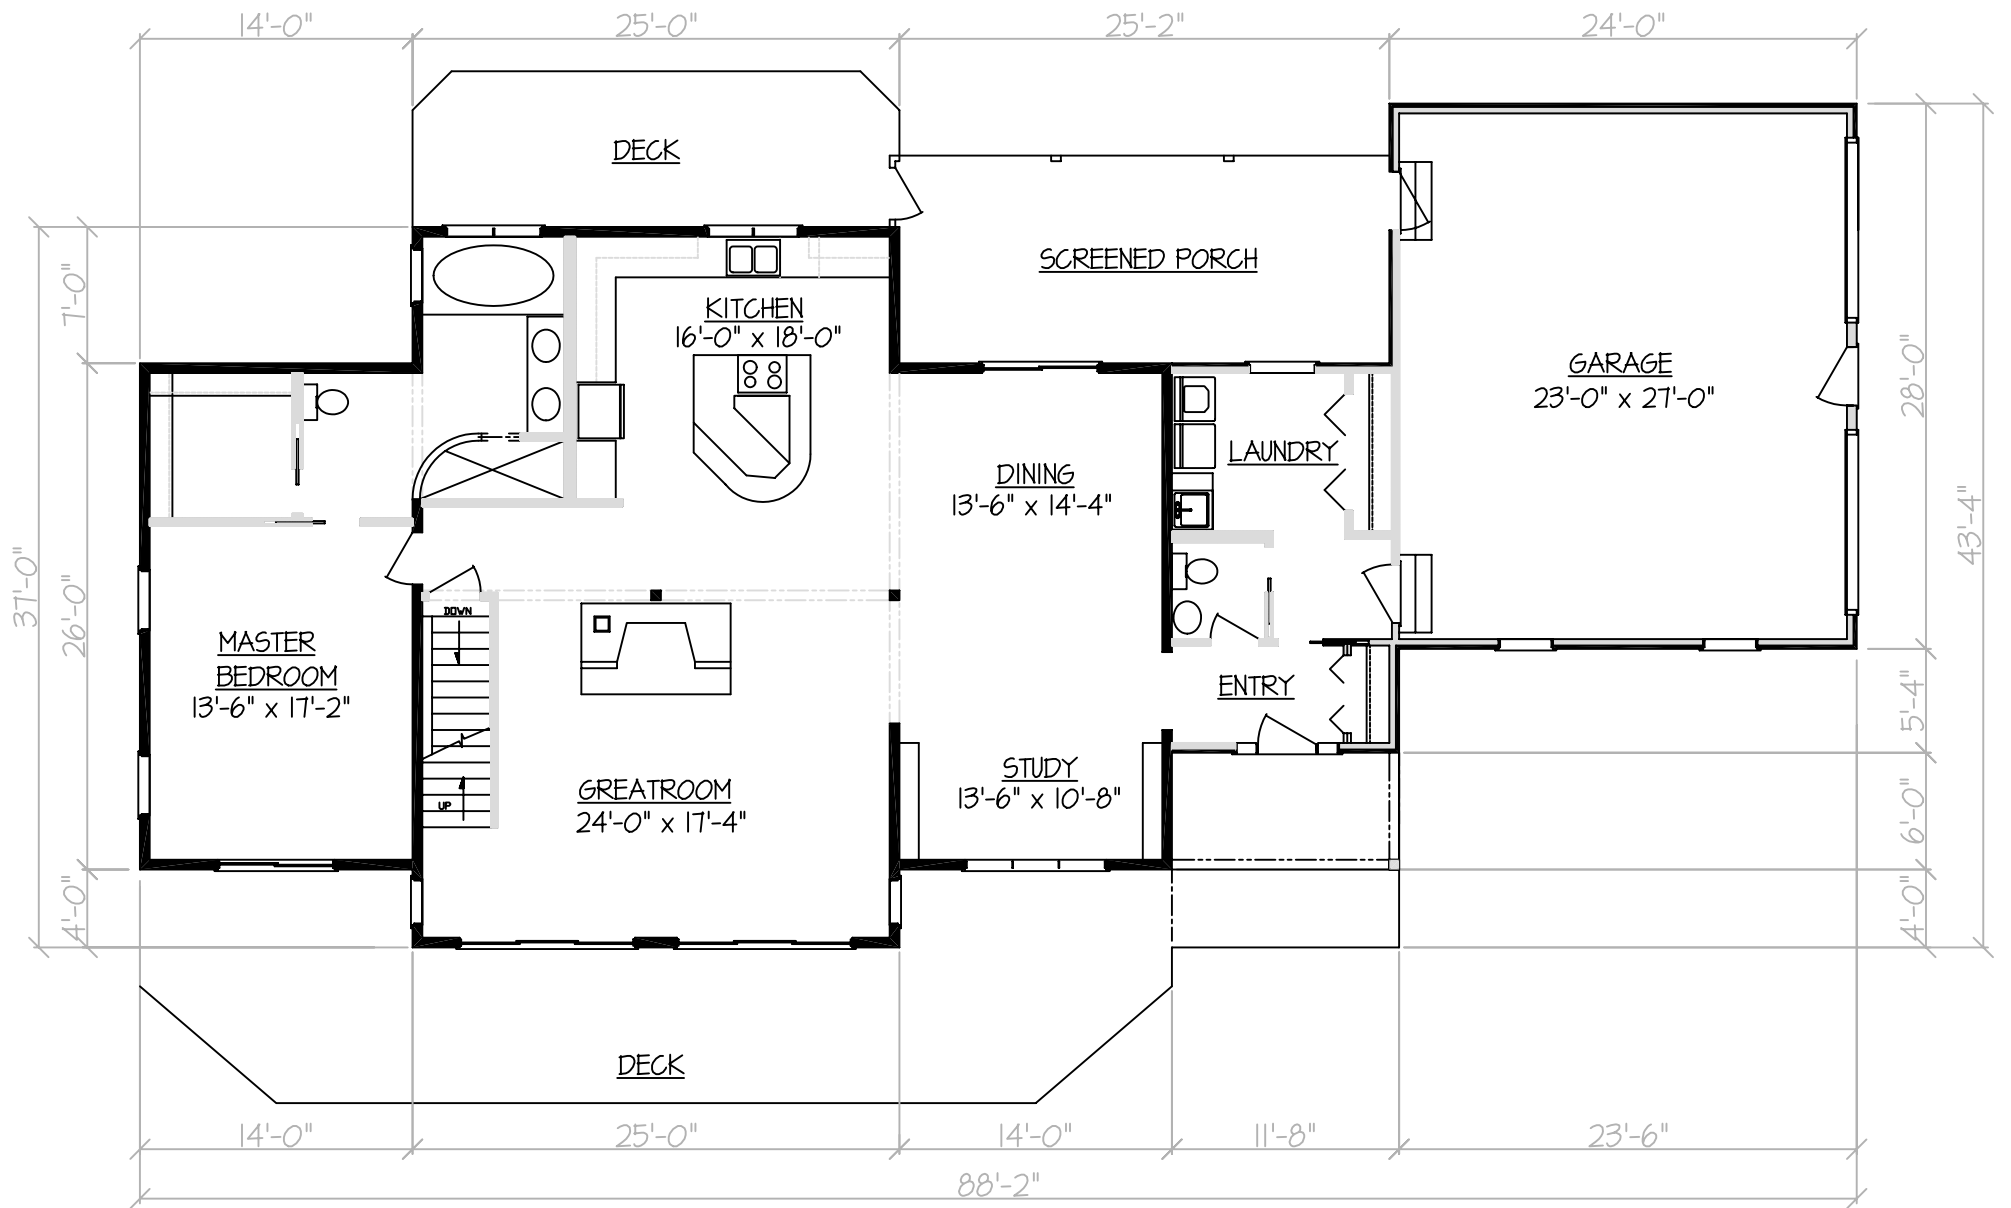 14'-0" 25'-0" 25'-2" 24'-0"
DECK
SCREENED PORCH
7'-0"
KITCHEN
16'-0" x 18'-0"
GARAGE
23'-0" x 27'-0"
28'-0"
LAUNDRY
DINING
13'-6" x 14'-4"
43'-4"
37'-0"
26'-0"
DOWN
MASTER
BEDROOM
13'-6" x 17'-2"
ENTRY
5'-4"
STUDY
13'-6" x 10'-8"
GREATROOM
24'-0" x 17'-4"
UP
6'-0"
4'-0"
4'-0"
DECK
14'-0" 25'-0" 14'-0" 11'-8" 23'-6"
88'-2"